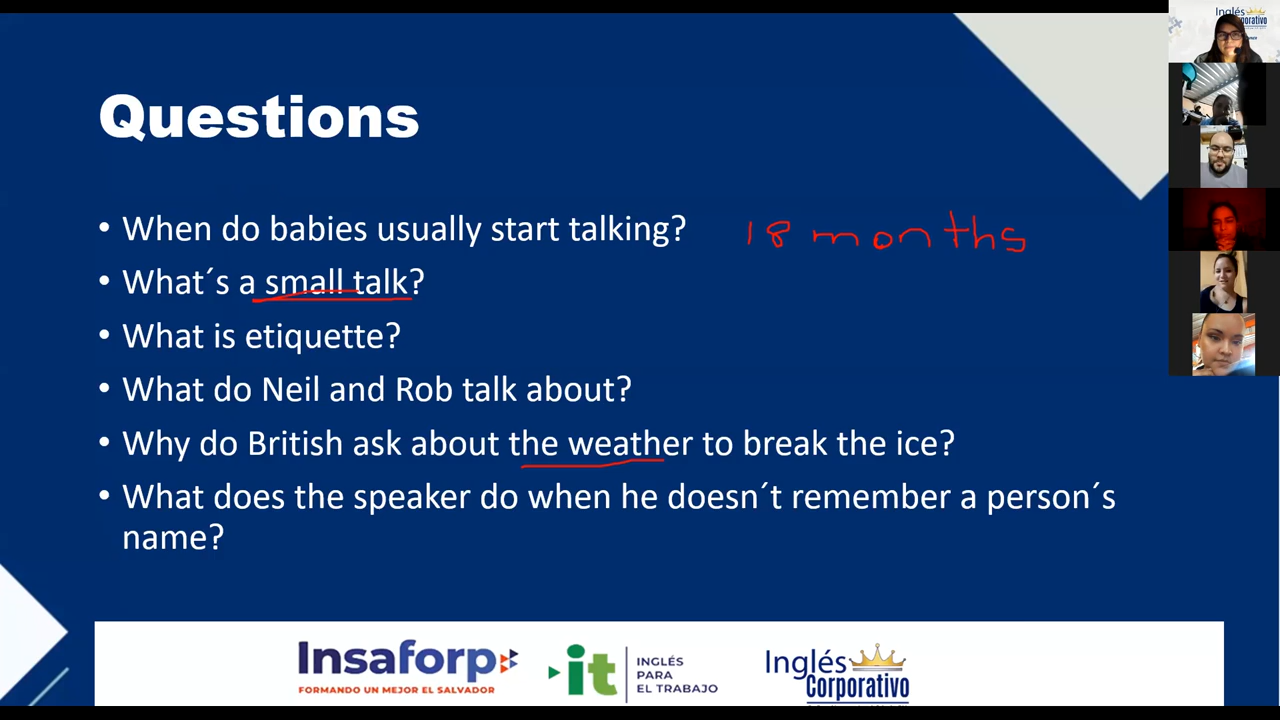 Questions
• When do babies usually start talking? 18 months
• What´s a small talk?
• What is etiquette?
• What do Neil and Rob talk about?
• Why do British ask about the weather to break the ice?
• What does the speaker do when he doesn´t remember a person´s
name?
Insaforp
FORMANDO UN MEJOR EL SALVADOR
it
INGLÉS
PARA
EL TRABAJO
Inglés
Corporativo
Inglés